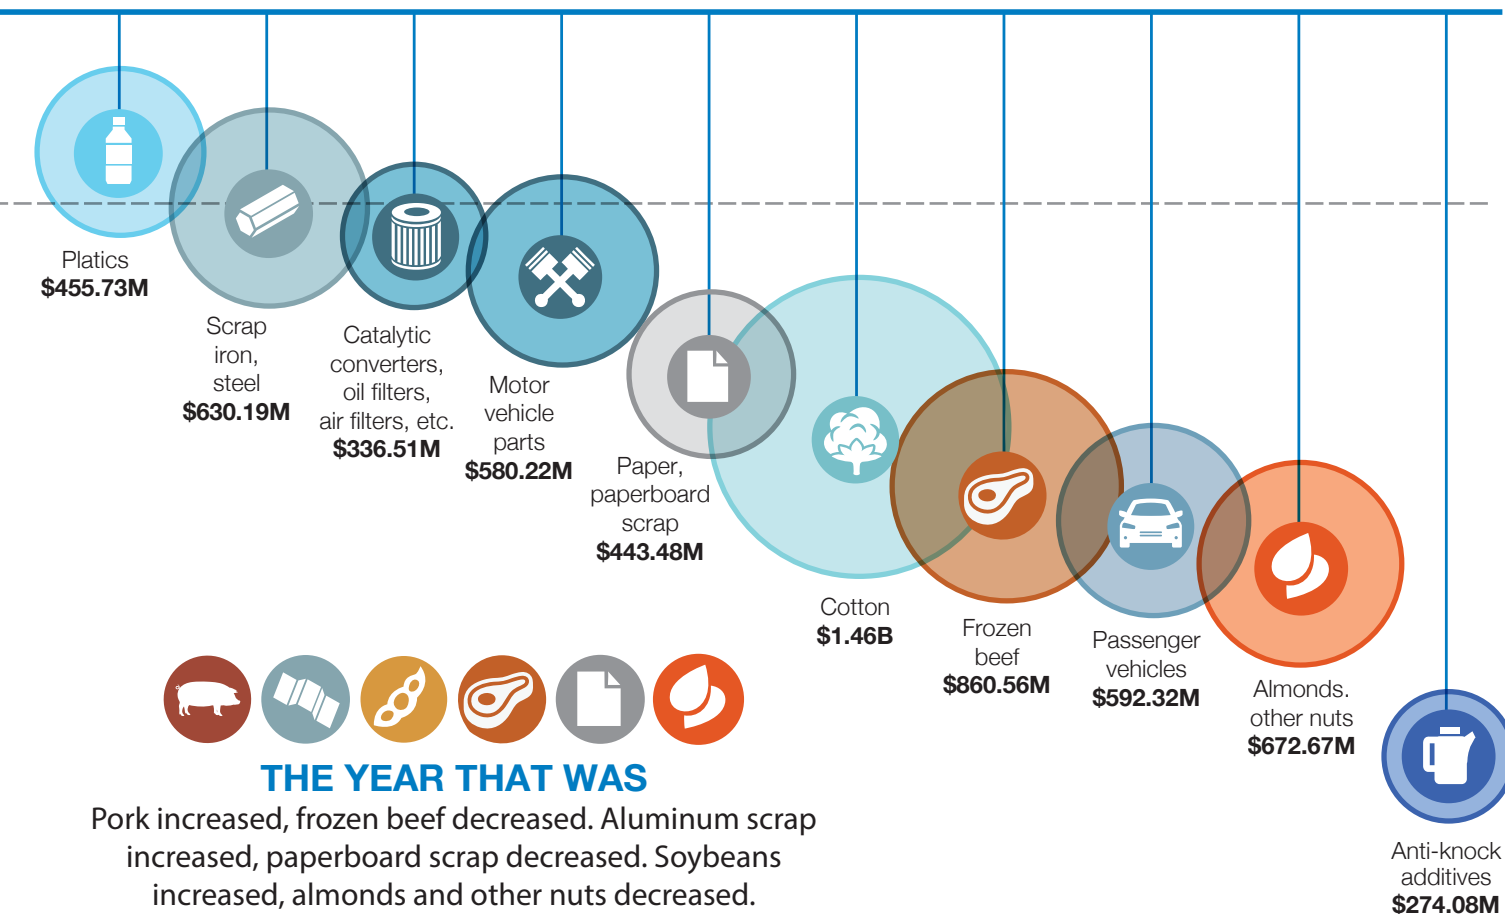 Platics
$455.73M
Scrap
iron,
steel
$630.19M
Catalytic
converters,
oil filters,
air filters, etc.
$336.51M
Motor
vehicle
parts
$580.22M
Paper,
paperboard
scrap
$443.48M
Cotton
$1.46B
Frozen
beef
$860.56M
Passenger
vehicles
$592.32M
Almonds.
other nuts
$672.67M
Anti-knock
additives
$274.08M
THE YEAR THAT WAS
Pork increased, frozen beef decreased. Aluminum scrap
increased, paperboard scrap decreased. Soybeans
increased, almonds and other nuts decreased.